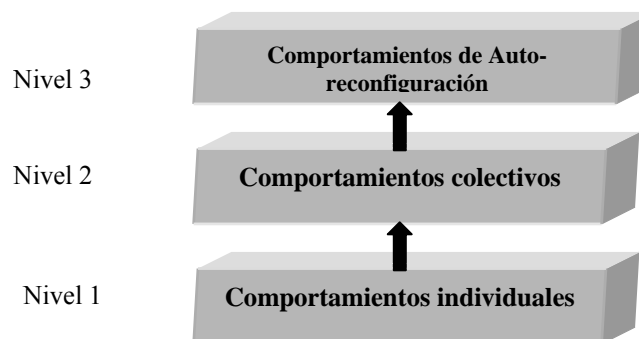 Comportamientos de Auto-
reconfiguración
Nivel 3
Comportamientos colectivos
Nivel 2
Comportamientos individuales
Nivel 1